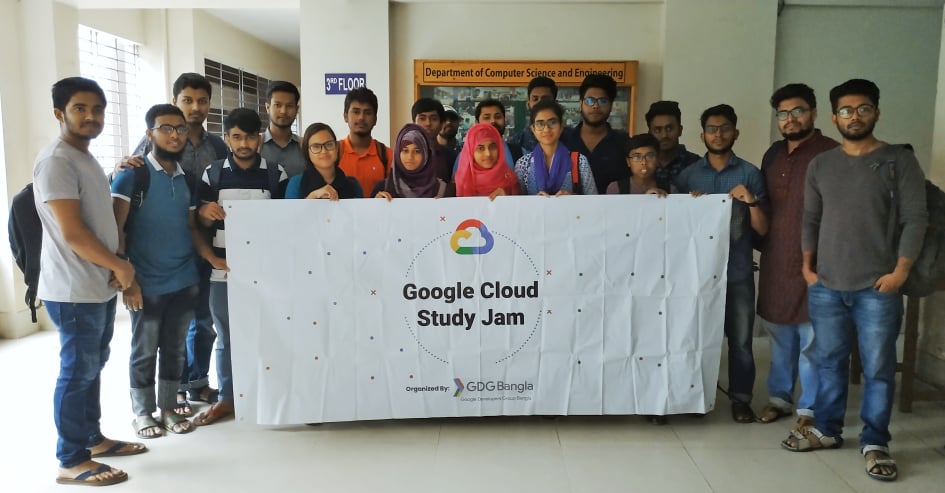 3RD FLOOR
Department of Computer Science and Engineering
Google Cloud
Study Jam
Organized By: GDG Bangla
Google Developers Group Bangla